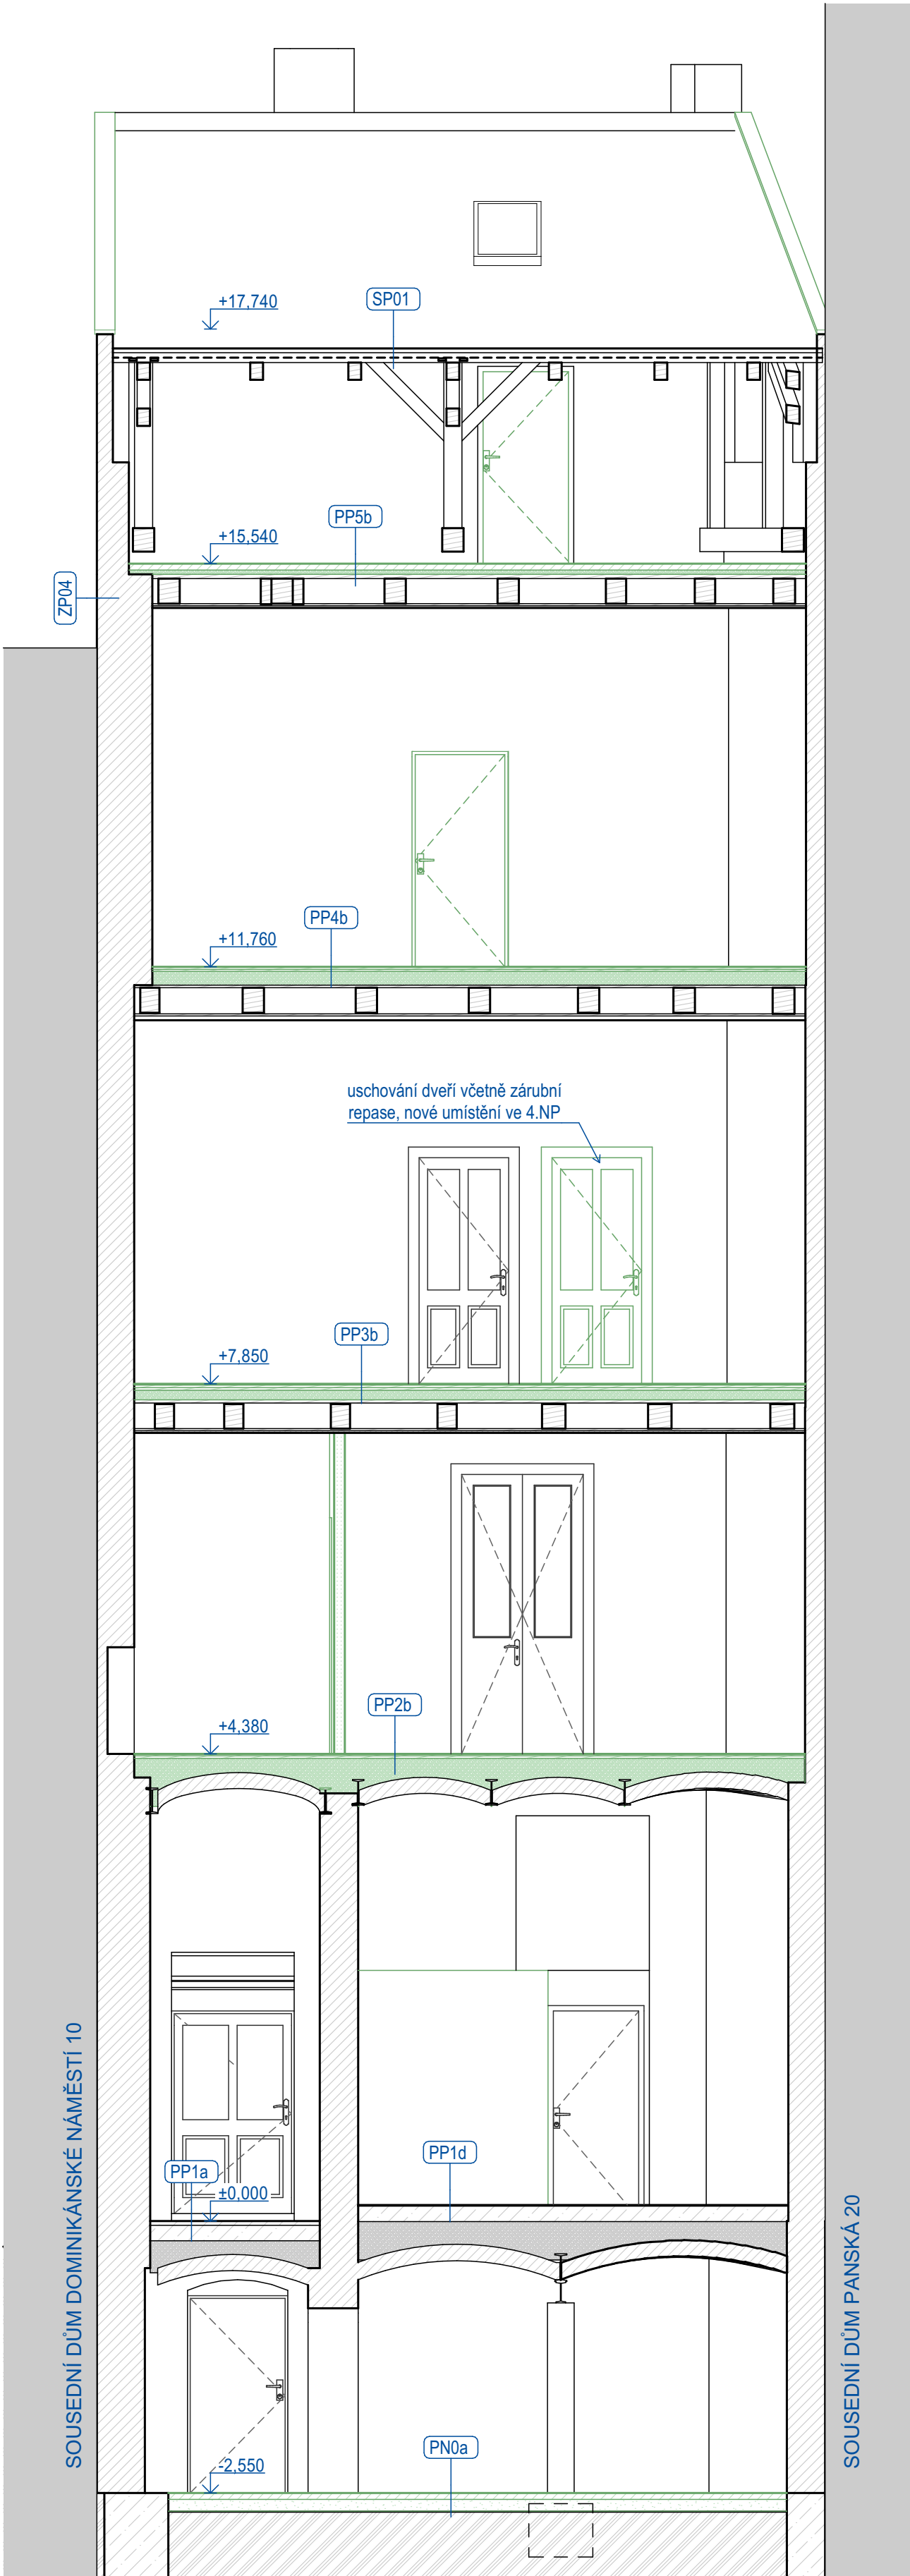 +17,740
SP01
PP5b
+15,540
ZP04
PP4b
+11,760
uschování dveří včetně zárubní
repase, nové umístění ve 4.NP
PP3b
+7,850
PP2b
+4,380
SOUSEDNÍ DŮM DOMINIKÁNSKÉ NÁMĚSTÍ 10
PP1d
PP1a
±0,000
SOUSEDNÍ DŮM PANSKÁ 20
PN0a
-2,550